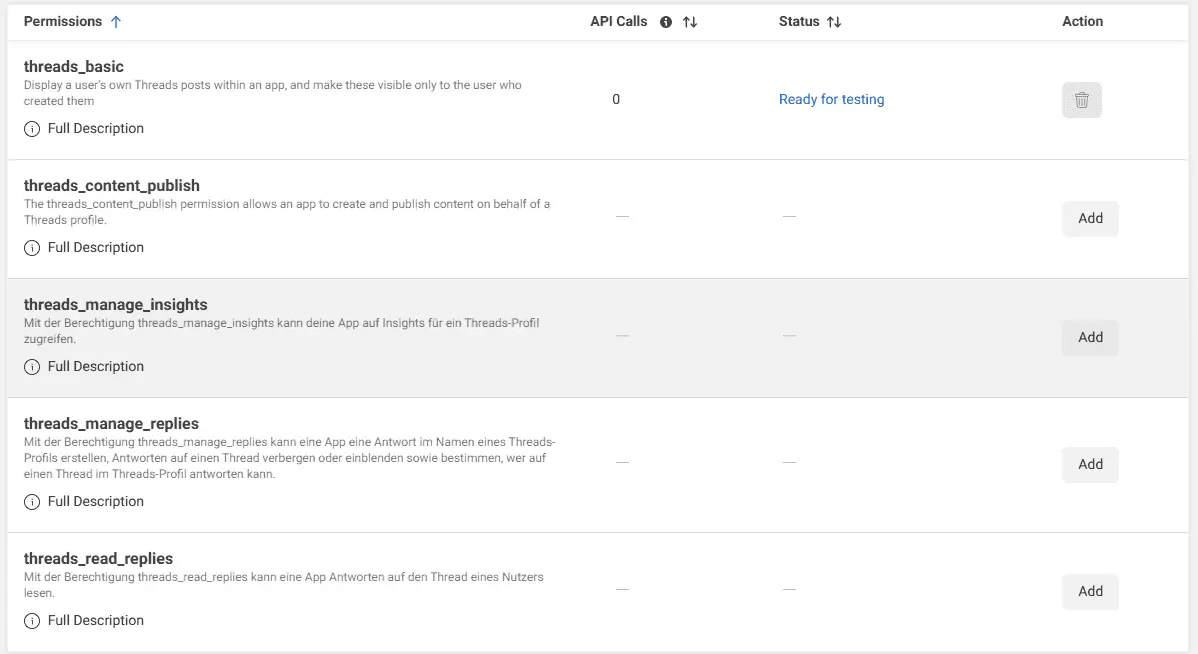 Permissions API Calls Status Action
threads_basic
Display a user's own Threads posts within an app, and make these visible only to the user who
created them
0 Ready for testing
Full Description
threads_content_publish
The threads_content_publish permission allows an app to create and publish content on behalf of a
Threads profile.
— — Add
Full Description
threads_manage_insights
Mit der Berechtigung threads_manage_insights kann deine App auf Insights für ein Threads-Profil
zugreifen.
— — Add
Full Description
threads_manage_replies
Mit der Berechtigung threads_manage_replies kann eine App eine Antwort im Namen eines Threads-
Profils erstellen, Antworten auf einen Thread verbergen oder einblenden sowie bestimmen, wer auf
einen Thread im Threads-Profil antworten kann.
— — Add
Full Description
threads_read_replies
Mit der Berechtigung threads_read_replies kann eine App Antworten auf den Thread eines Nutzers
lesen.
— — Add
Full Description